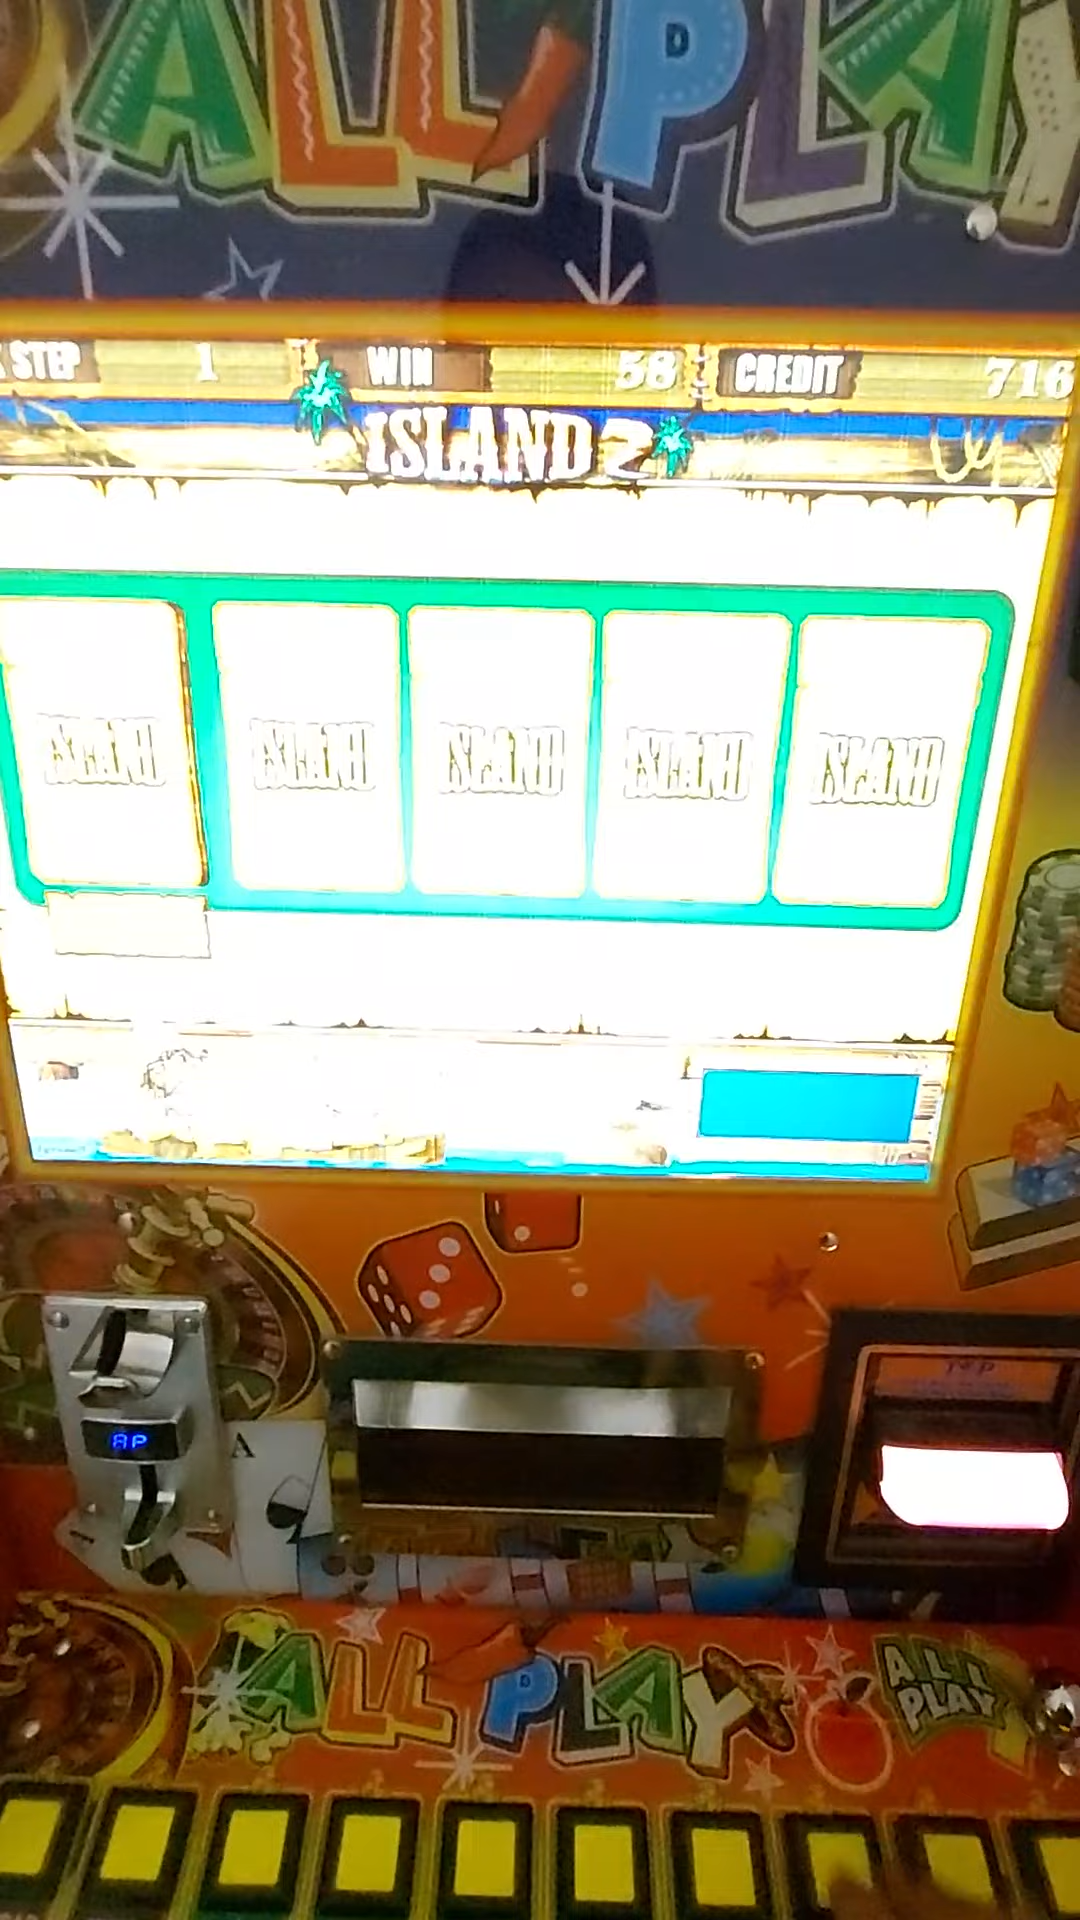 ALL PLAY
STEP 1 WIN 58 CREDIT 716
ISLAND 2
ISLAND ISLAND ISLAND ISLAND ISLAND
AP
A
ALL PLAY
ALL
PLAY